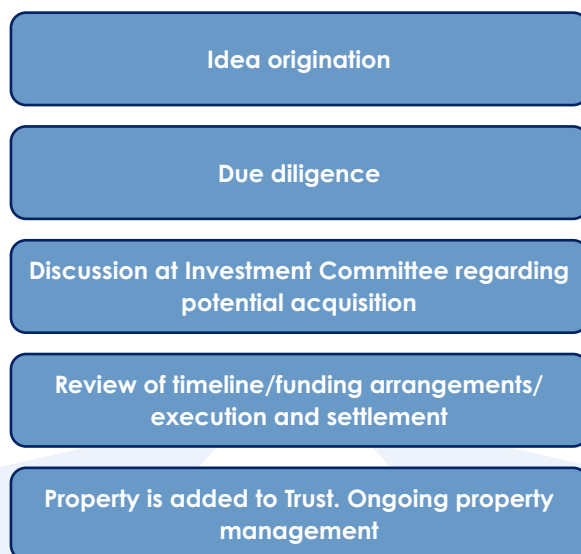 Idea origination
Due diligence
Discussion at Investment Committee regarding
potential acquisition
Review of timeline/funding arrangements/
execution and settlement
Property is added to Trust. Ongoing property
management